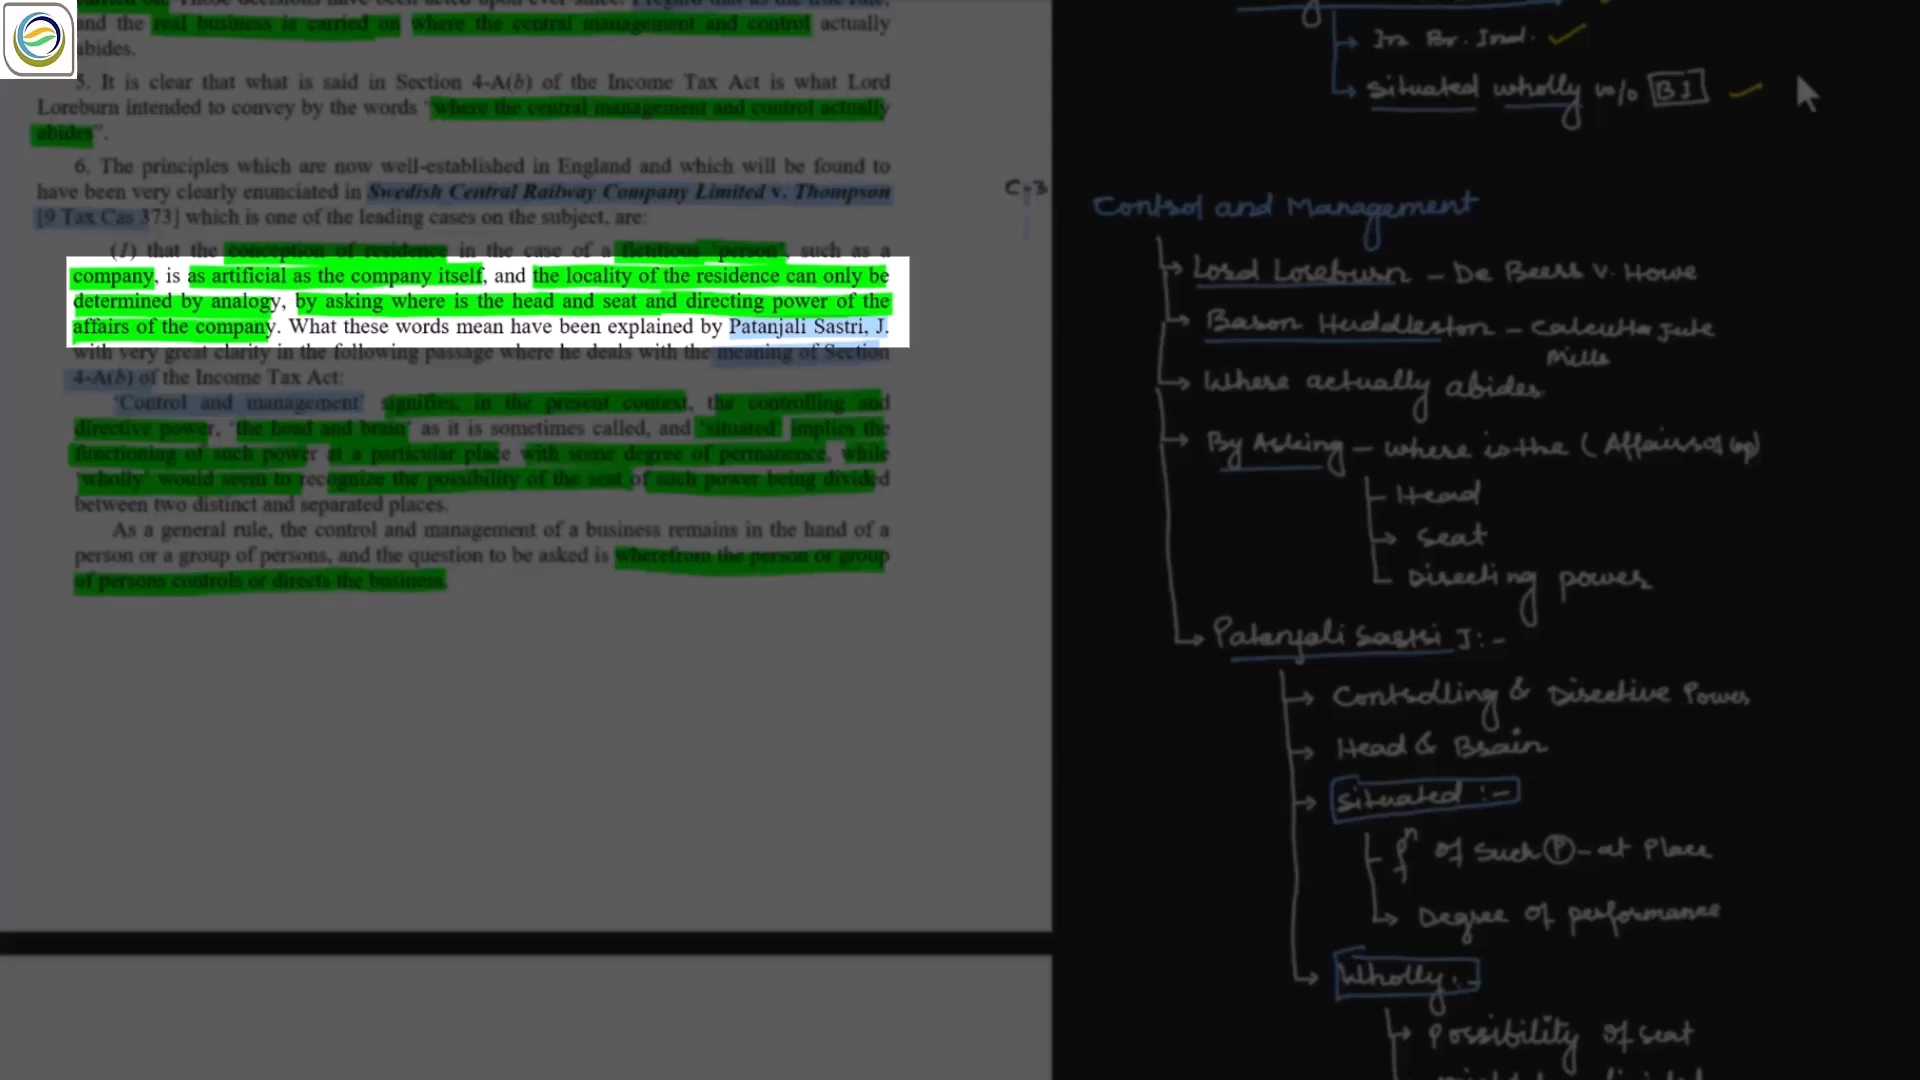 and the real business is carried on where the central management and control actually
abides.
5. It is clear that what is said in Section 4-A(b) of the Income Tax Act is what Lord
Loreburn intended to convey by the words “where the central management and control actually
abides”.
6. The principles which are now well-established in England and which will be found to
have been very clearly enunciated in Swedish Central Railway Company Limited v. Thompson
[9 Tax Cas 373] which is one of the leading cases on the subject, are:
(1) that the conception of residence in the case of a fictitious ‘person’, such as a
company, is as artificial as the company itself, and the locality of the residence can only be
determined by analogy, by asking where is the head and seat and directing power of the
affairs of the company. What these words mean have been explained by Patanjali Sastri, J.
with very great clarity in the following passage where he deals with the meaning of Section
4-A(b) of the Income Tax Act:
‘Control and management’ signifies, in the present context, the controlling and
directive power, ‘the head and brain’ as it is sometimes called, and ‘situated’ implies the
functioning of such power at a particular place with some degree of permanence, while
‘wholly’ would seem to recognize the possibility of the seat of such power being divided
between two distinct and separated places.
As a general rule, the control and management of a business remains in the hand of a
person or a group of persons, and the question to be asked is wherefrom the person or group
of persons controls or directs the business.
C-3
In Br. Ind.
Situated wholly w/o BI
Control and Management
Lord Loreburn - De Beers v. Howe
Baron Huddleston - Calcutta Jute
Mills
Where actually abides
By Asking - where is the (Affairs of
Head
Seat
Directing power
Patanjali Sastri J:-
Controlling & Directive Power
Head & Brain
Situated :-
of Such P - at Place
Degree of performance
Wholly :-
Possibility of Seat